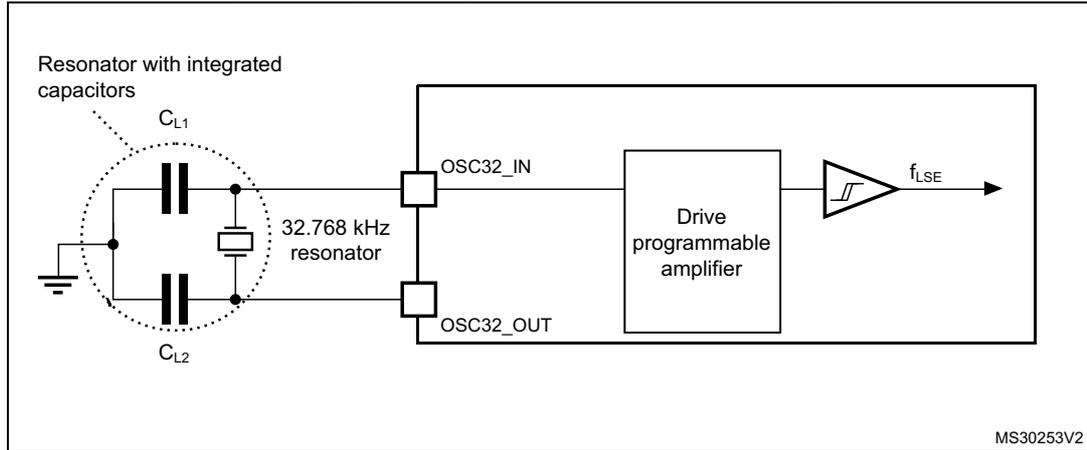 Resonator with integrated
capacitors
CL1
OSC32_IN
fLSE
32.768 kHz
resonator
Drive
programmable
amplifier
OSC32_OUT
CL2
MS30253V2